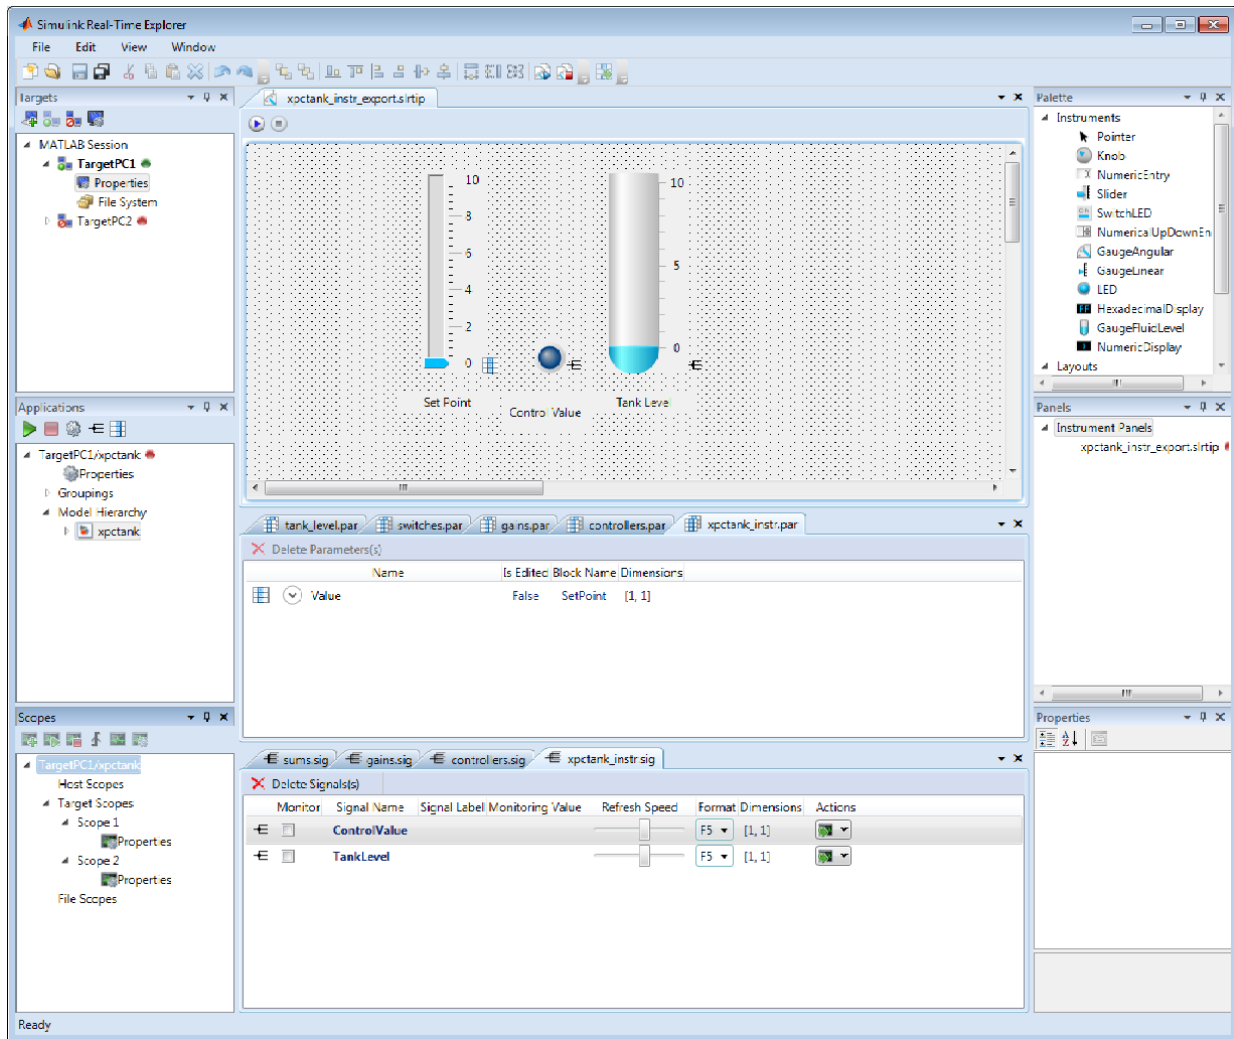 Simulink Real-Time Explorer
File Edit View Window
Targets
MATLAB Session
TargetPC1
Properties
File System
TargetPC2
Applications
TargetPC1/xpctank
Properties
Groupings
Model Hierarchy
xpctank
Scopes
TargetPC1/xpctank
Host Scopes
Target Scopes
Scope 1
Properties
Scope 2
Properties
File Scopes
xpctank_instr_export.slrtip
10
8
6
4
2
0
Set Point
Control Value
10
5
0
Tank Leve
tank_level.par switches.par gains.par controllers.par xpctank_instr.par
Delete Parameters(s)
Name Is Edited Block Name Dimensions
Value False SetPoint [1, 1]
sums.sig gains.sig controllers.sig xpctank_instr.sig
Delete Signals(s)
Monitor Signal Name Signal Label Monitoring Value Refresh Speed Format Dimensions Actions
ControlValue F5 [1, 1]
TankLevel F5 [1, 1]
Palette
Instruments
Pointer
Knob
NumericEntry
Slider
SwitchLED
NumericalUpDownEn
GaugeAngular
GaugeLinear
LED
HexadecimalDisplay
GaugeFluidLevel
NumericDisplay
Layouts
Panels
Instrument Panels
xpctank_instr_export.slrtip
Properties
Ready